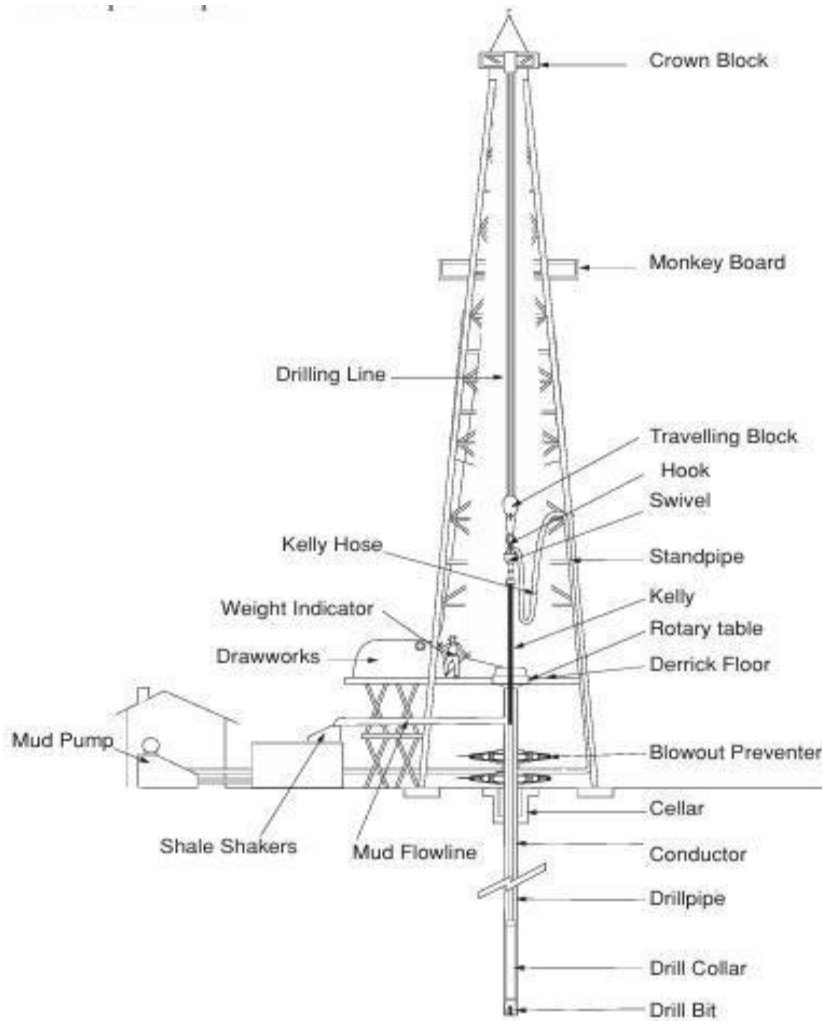 Crown Block
Monkey Board
Drilling Line
Travelling Block
Hook
Swivel
Kelly Hose
Standpipe
Kelly
Weight Indicator
Rotary table
Drawworks
Derrick Floor
Mud Pump
Blowout Preventer
Cellar
Shale Shakers
Mud Flowline
Conductor
Drillpipe
Drill Collar
Drill Bit